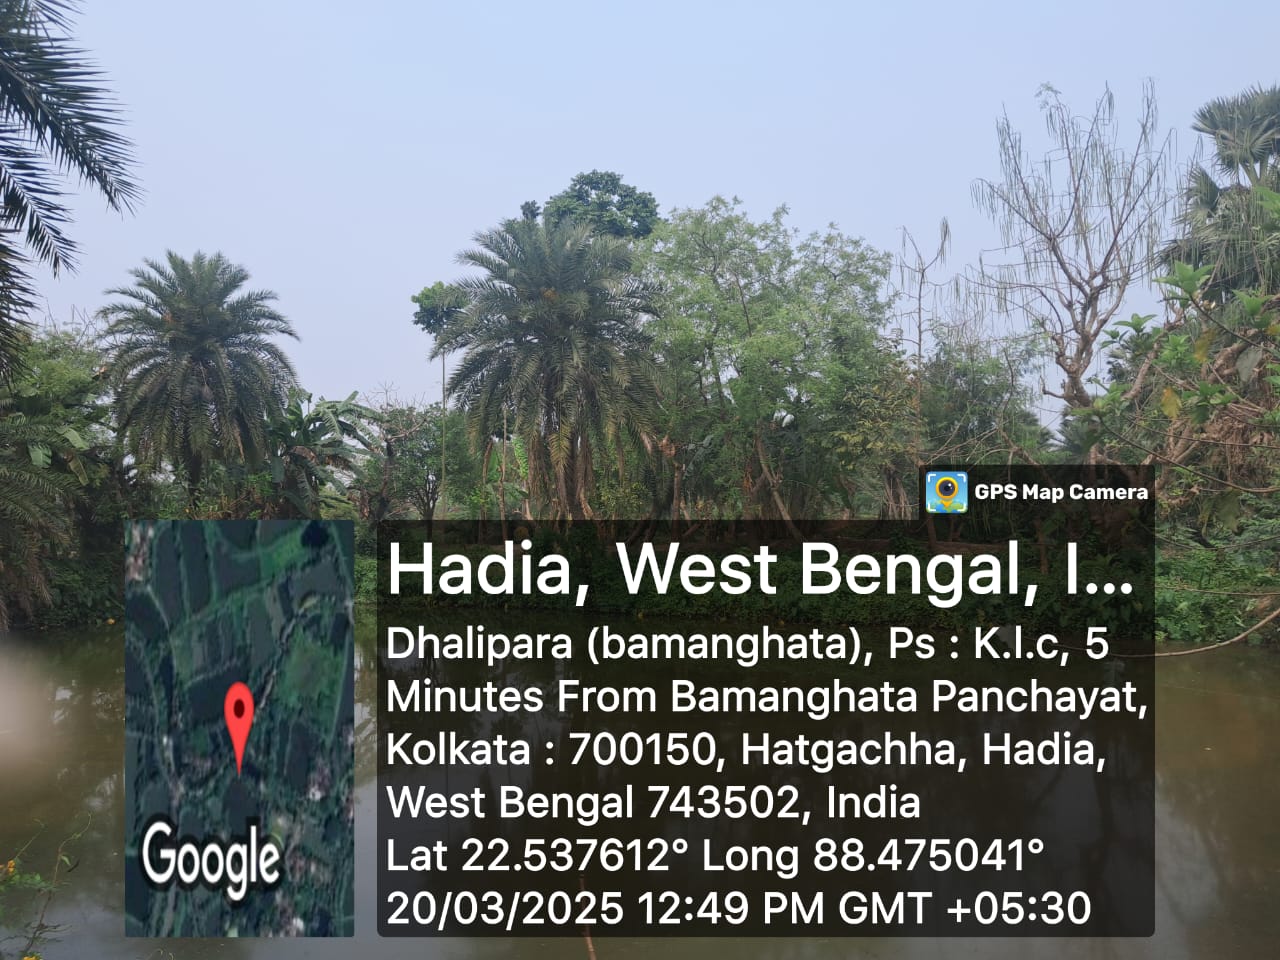 GPS Map Camera
Hadia, West Bengal, I...
Dhalipara (bamanghata), Ps : K.l.c, 5
Minutes From Bamanghata Panchayat,
Kolkata : 700150, Hatgachha, Hadia,
West Bengal 743502, India
Lat 22.537612° Long 88.475041°
20/03/2025 12:49 PM GMT +05:30
Google